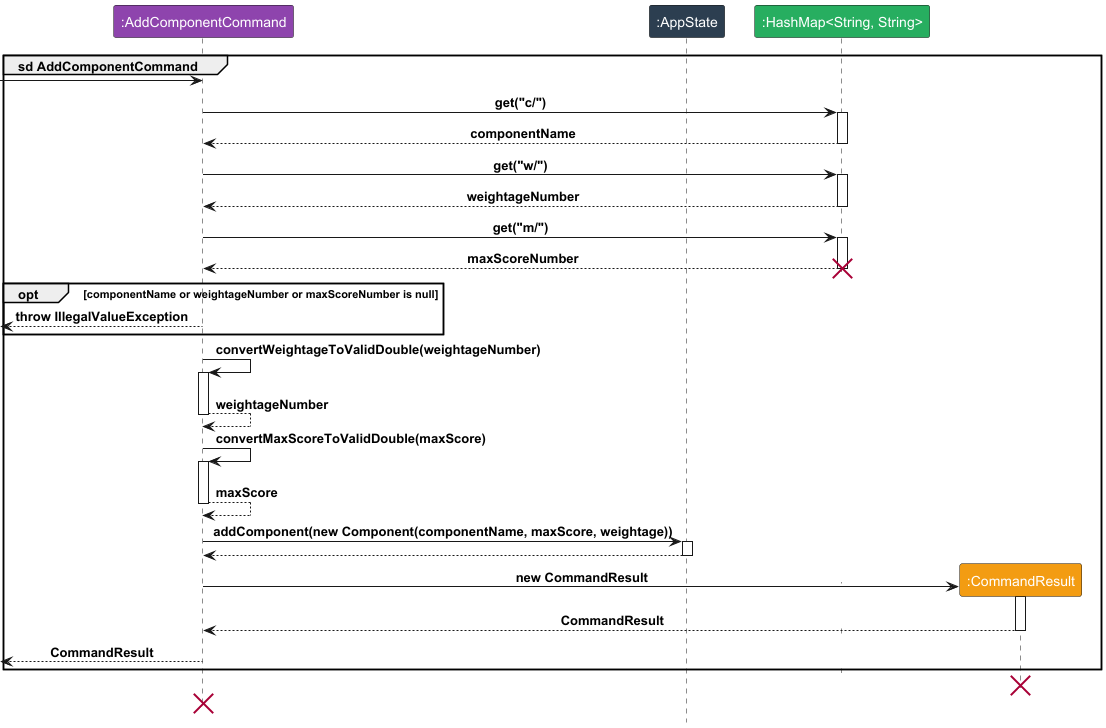 :AddComponentCommand
:AppState
:HashMap<String, String>
sd AddComponentCommand
get("c/")
componentName
get("w/")
weightageNumber
get("m/")
maxScoreNumber
opt
[componentName or weightageNumber or maxScoreNumber is null]
throw IllegalValueException
convertWeightageToValidDouble(weightageNumber)
weightageNumber
convertMaxScoreToValidDouble(maxScore)
maxScore
addComponent(new Component(componentName, maxScore, weightage))
new CommandResult
:CommandResult
CommandResult
CommandResult